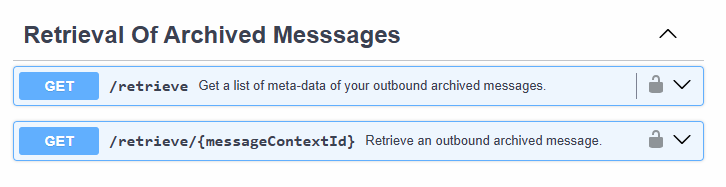 Retrieval Of Archived Messsages
GET /retrieve Get a list of meta-data of your outbound archived messages.
GET /retrieve/{messageContextId} Retrieve an outbound archived message.